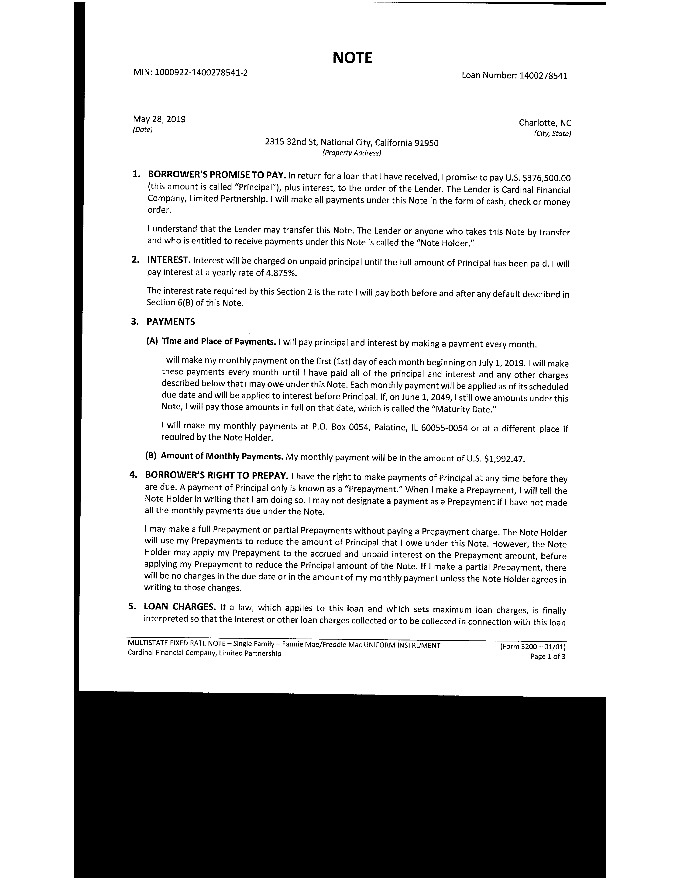 NOTE
MIN: 1000922-1400278541-2
Loan Number: 1400278541
May 28, 2019
(Date)
Charlotte, NC
(City, State)
2315 32nd St, National City, California 91950
(Property Address)
1. BORROWER'S PROMISE TO PAY. In return for a loan that I have received, I promise to pay U.S. $376,500.00
(this amount is called "Principal"), plus interest, to the order of the Lender. The Lender is Cardinal Financial
Company, Limited Partnership. I will make all payments under this Note in the form of cash, check or money
order.
I understand that the Lender may transfer this Note. The Lender or anyone who takes this Note by transfer
and who is entitled to receive payments under this Note is called the "Note Holder."
2. INTEREST. Interest will be charged on unpaid principal until the full amount of Principal has been paid. I will
pay interest at a yearly rate of 4.875%.
The interest rate required by this Section 2 is the rate I will pay both before and after any default described in
Section 6(B) of this Note.
3. PAYMENTS
(A) Time and Place of Payments. I will pay principal and interest by making a payment every month.
I will make my monthly payment on the first (1st) day of each month beginning on July 1, 2019. I will make
these payments every month until I have paid all of the principal and interest and any other charges
described below that I may owe under this Note. Each monthly payment will be applied as of its scheduled
due date and will be applied to interest before Principal. If, on June 1, 2049, I still owe amounts under this
Note, I will pay those amounts in full on that date, which is called the "Maturity Date."
I will make my monthly payments at P.O. Box 0054, Palatine, IL 60055-0054 or at a different place if
required by the Note Holder.
(B) Amount of Monthly Payments. My monthly payment will be in the amount of U.S. $1,992.47.
4. BORROWER'S RIGHT TO PREPAY. I have the right to make payments of Principal at any time before they
are due. A payment of Principal only is known as a "Prepayment." When I make a Prepayment, I will tell the
Note Holder in writing that I am doing so. I may not designate a payment as a Prepayment if I have not made
all the monthly payments due under the Note.
I may make a full Prepayment or partial Prepayments without paying a Prepayment charge. The Note Holder
will use my Prepayments to reduce the amount of Principal that I owe under this Note. However, the Note
Holder may apply my Prepayment to the accrued and unpaid interest on the Prepayment amount, before
applying my Prepayment to reduce the Principal amount of the Note. If I make a partial Prepayment, there
will be no changes in the due date or in the amount of my monthly payment unless the Note Holder agrees in
writing to those changes.
5. LOAN CHARGES. If a law, which applies to this loan and which sets maximum loan charges, is finally
interpreted so that the interest or other loan charges collected or to be collected in connection with this loan
MULTISTATE FIXED RATE NOTE – Single Family – Fannie Mae/Freddie Mac UNIFORM INSTRUMENT
(Form 3200 – 01/01)
Cardinal Financial Company, Limited Partnership
Page 1 of 3